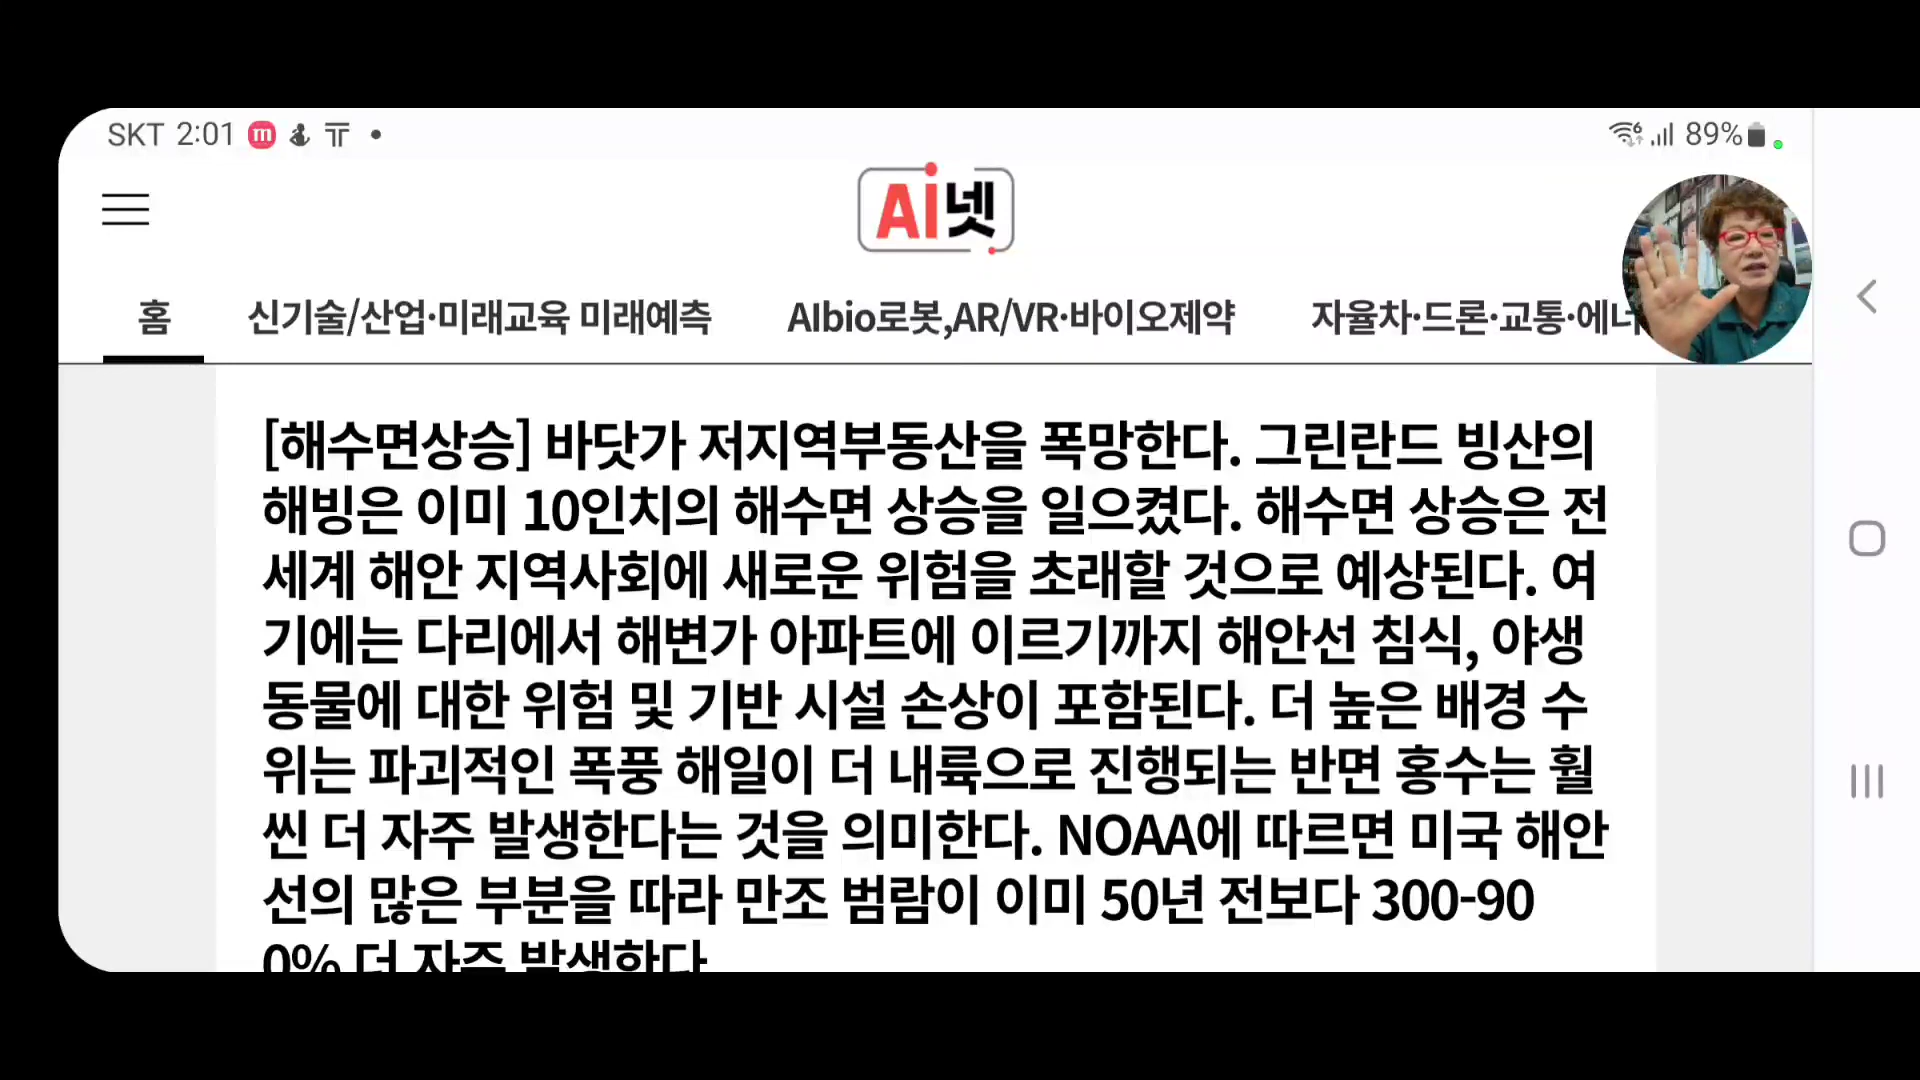 SKT 2:01
89%
Ai넷
홈 신기술/산업·미래교육 미래예측 AIbio로봇,AR/VR·바이오제약 자율차·드론·교통·에너
[해수면상승] 바닷가 저지역부동산을 폭망한다. 그린란드 빙산의
해빙은 이미 10인치의 해수면 상승을 일으켰다. 해수면 상승은 전
세계 해안 지역사회에 새로운 위험을 초래할 것으로 예상된다. 여
기에는 다리에서 해변가 아파트에 이르기까지 해안선 침식, 야생
동물에 대한 위험 및 기반 시설 손상이 포함된다. 더 높은 배경 수
위는 파괴적인 폭풍 해일이 더 내륙으로 진행되는 반면 홍수는 훨
씬 더 자주 발생한다는 것을 의미한다. NOAA에 따르면 미국 해안
선의 많은 부분을 따라 만조 범람이 이미 50년 전보다 300-90
0% 더 자주 발생한다